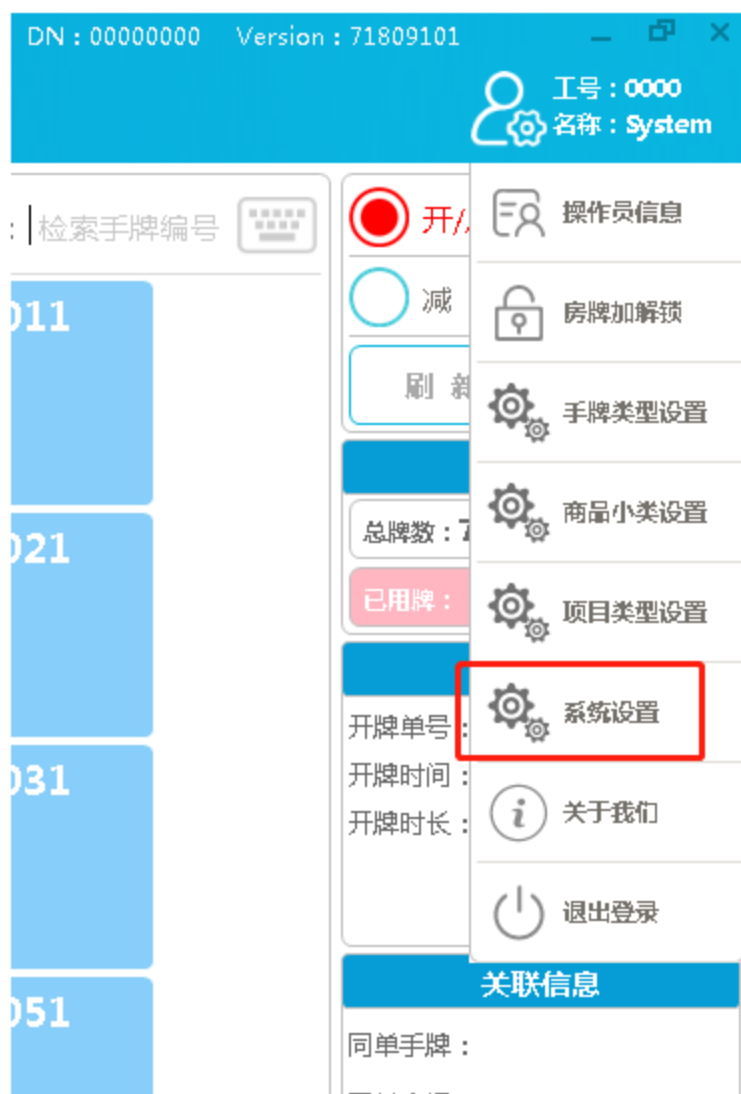 DN：00000000 Version：71809101
工号：0000
名称：System
：检索手牌编号
开/
操作员信息
011
减
房牌加解锁
刷 新
手牌类型设置
总牌数：7
商品小类设置
021
已用牌：
项目类型设置
开牌单号：
系统设置
031
开牌时间：
开牌时长：
关于我们
退出登录
关联信息
051
同单手牌：